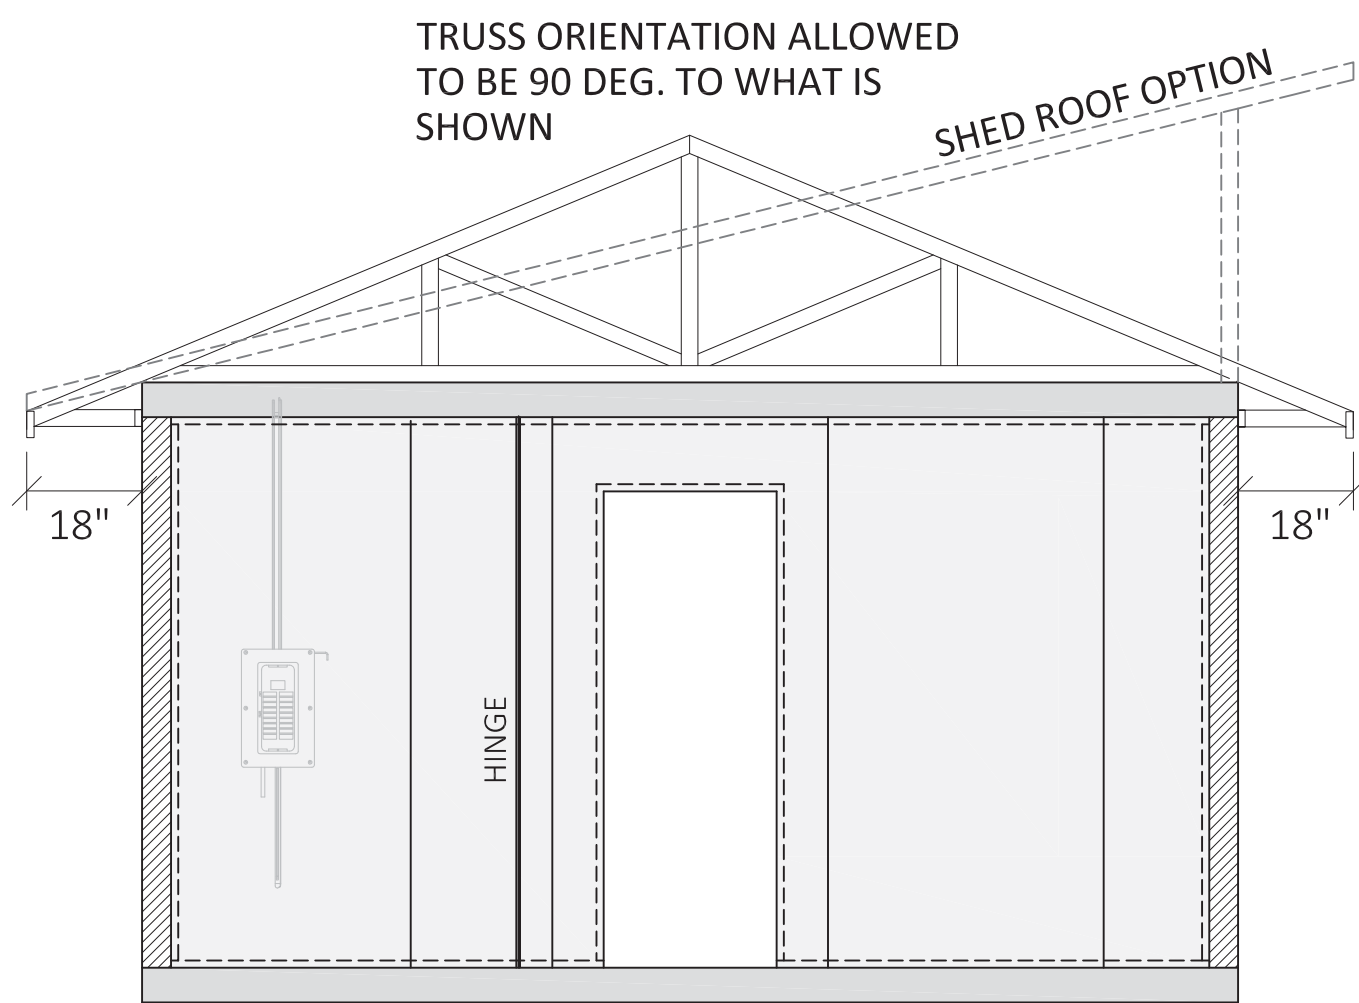 TRUSS ORIENTATION ALLOWED
TO BE 90 DEG. TO WHAT IS
SHOWN
SHED ROOF OPTION
18"
18"
HINGE